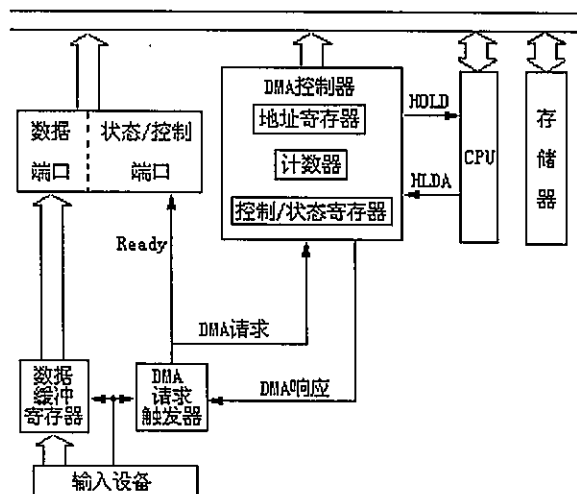 DMA控制器
地址寄存器
计数器
控制/状态寄存器
HOLD
HLDA
CPU
存储器
数据端口
状态/控制端口
Ready
DMA请求
DMA响应
数据
缓冲
寄存器
DMA
请求
触发器
输入设备